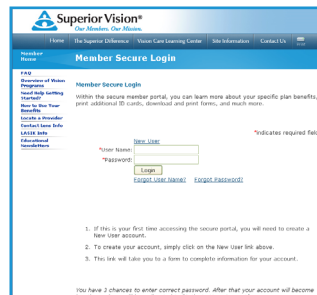 Superior Vision®
Our Members. Our Mission.
Home The Superior Difference Vision Care Learning Center Site Information Contact Us
Member Home
Member Secure Login
FAQ
Overview of Vision Programs
Need Help Getting Started?
How to Use Your Benefits
Locate a Provider
Contact Lens Info
LASIK Info
Educational Newsletters
Member Secure Login
Within the secure member portal, you can learn more about your specific plan benefits,
print additional ID cards, download and print forms, and much more.
*indicates required fiel
New User
*User Name:
*Password:
Login
Forgot User Name? Forgot Password?
1. If this is your first time accessing the secure portal, you will need to create a
New User account.
2. To create your account, simply click on the New User link above.
3. This link will take you to a form to complete information for your account.
You have 3 chances to enter correct password. After that your account will become